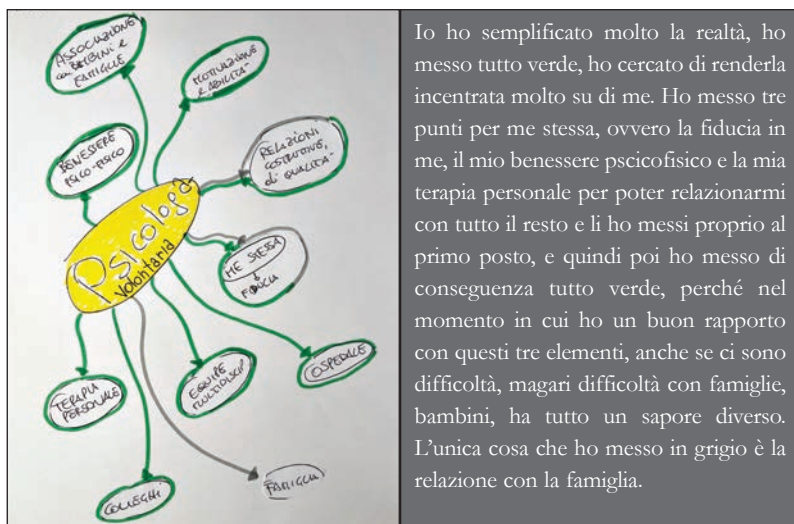 ASSOCIAZIONE
con BAMBINI e
FAMIGLIE
MOTIVAZIONE
e ABILITA'
BENESSERE
PSICO-FISICO
RELAZIONI
COSTRUTTIVE,
di QUALITA'
Psicologa
Volontaria
ME STESSA
FIDUCIA
OSPEDALE
EQUIPE
MULTIDISCIP.
TERAPIA
PERSONALE
COLLEGHI
FAMIGLIA
Io ho semplificato molto la realtà, ho
messo tutto verde, ho cercato di renderla
incentrata molto su di me. Ho messo tre
punti per me stessa, ovvero la fiducia in
me, il mio benessere pscicofisico e la mia
terapia personale per poter relazionarmi
con tutto il resto e li ho messi proprio al
primo posto, e quindi poi ho messo di
conseguenza tutto verde, perché nel
momento in cui ho un buon rapporto
con questi tre elementi, anche se ci sono
difficoltà, magari difficoltà con famiglie,
bambini, ha tutto un sapore diverso.
L'unica cosa che ho messo in grigio è la
relazione con la famiglia.